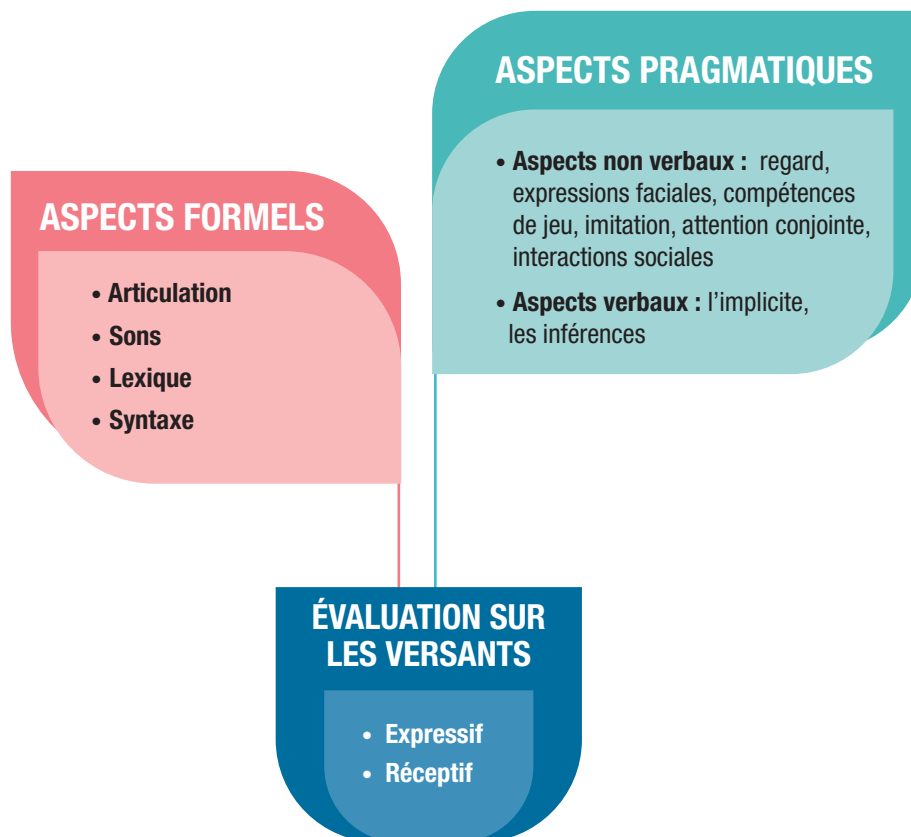 ASPECTS PRAGMATIQUES
• Aspects non verbaux : regard,
expressions faciales, compétences
de jeu, imitation, attention conjointe,
interactions sociales
• Aspects verbaux : l’implicite,
les inférences
ASPECTS FORMELS
• Articulation
• Sons
• Lexique
• Syntaxe
ÉVALUATION SUR
LES VERSANTS
• Expressif
• Réceptif